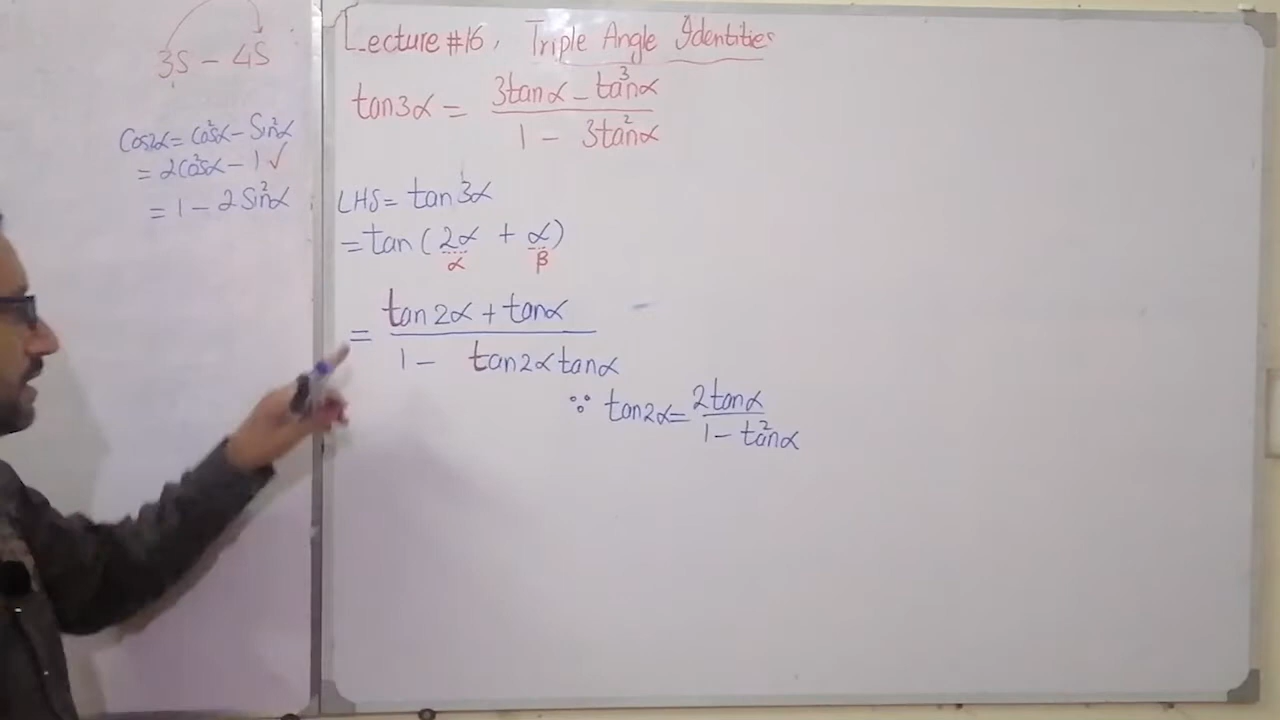 3S - 4S
Cos2α = Cos²α - Sin²α
= 2Cos²α - 1 ✓
= 1 - 2Sin²α
Lecture #16, Triple Angle Identities
tan3α = (3tanα - tan³α) / (1 - 3tan²α)
LHS = tan3α
= tan(2α + α)
α β
= (tan2α + tanα) / (1 - tan2α tanα)
∵ tan2α = 2tanα / (1 - tan²α)